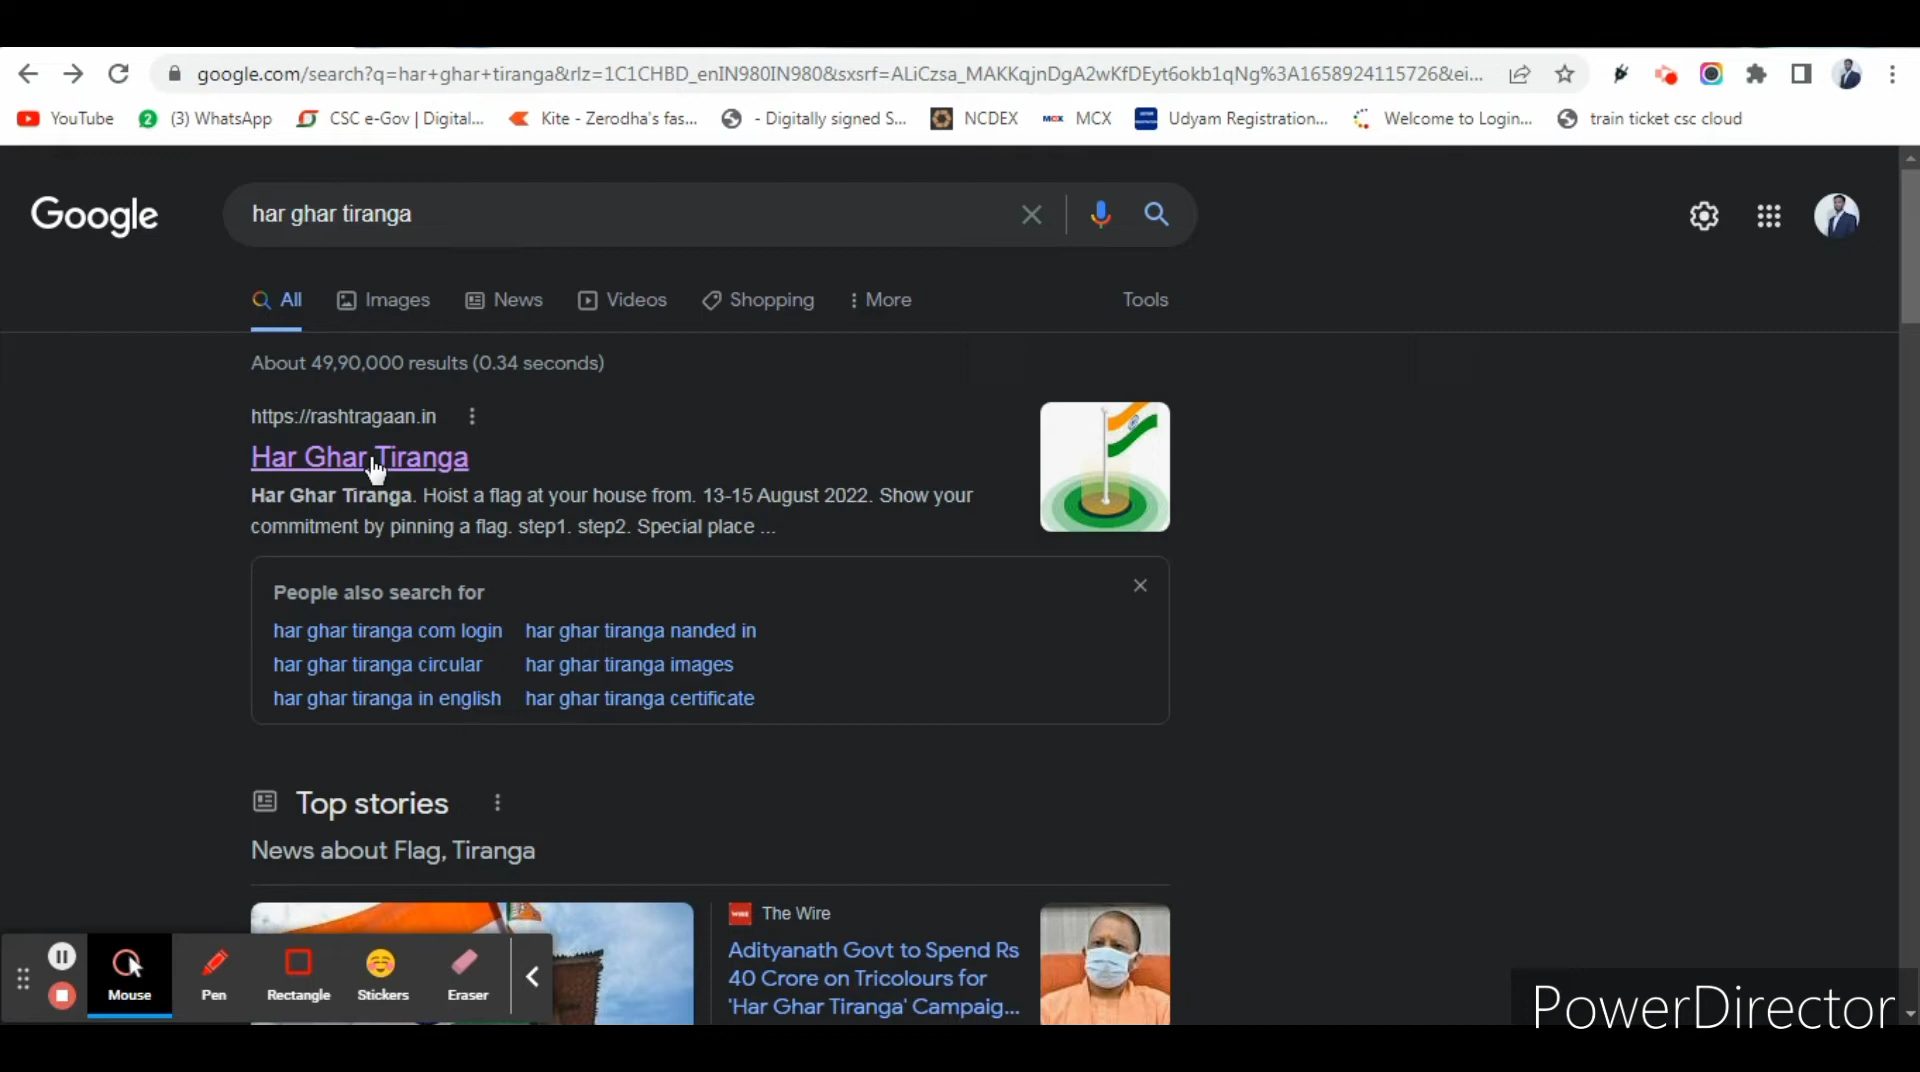 google.com/search?q=har+ghar+tiranga&rlz=1C1CHBD_enIN980IN980&sxsrf=ALiCzsa_MAKKqjnDgA2wKfDEyt6okb1qNg%3A1658924115726&ei...
YouTube (3) WhatsApp CSC e-Gov | Digital... Kite - Zerodha's fas... - Digitally signed S... NCDEX MCX MCX Udyam Registration... Welcome to Login... train ticket csc cloud
Google har ghar tiranga
All Images News Videos Shopping More Tools
About 49,90,000 results (0.34 seconds)
https://rashtragaan.in
Har Ghar Tiranga
Har Ghar Tiranga. Hoist a flag at your house from. 13-15 August 2022. Show your
commitment by pinning a flag. step1. step2. Special place ...
People also search for
har ghar tiranga com login har ghar tiranga nanded in
har ghar tiranga circular har ghar tiranga images
har ghar tiranga in english har ghar tiranga certificate
Top stories
News about Flag, Tiranga
WIRE The Wire
Adityanath Govt to Spend Rs
40 Crore on Tricolours for
'Har Ghar Tiranga' Campaig...
Mouse Pen Rectangle Stickers Eraser
PowerDirector